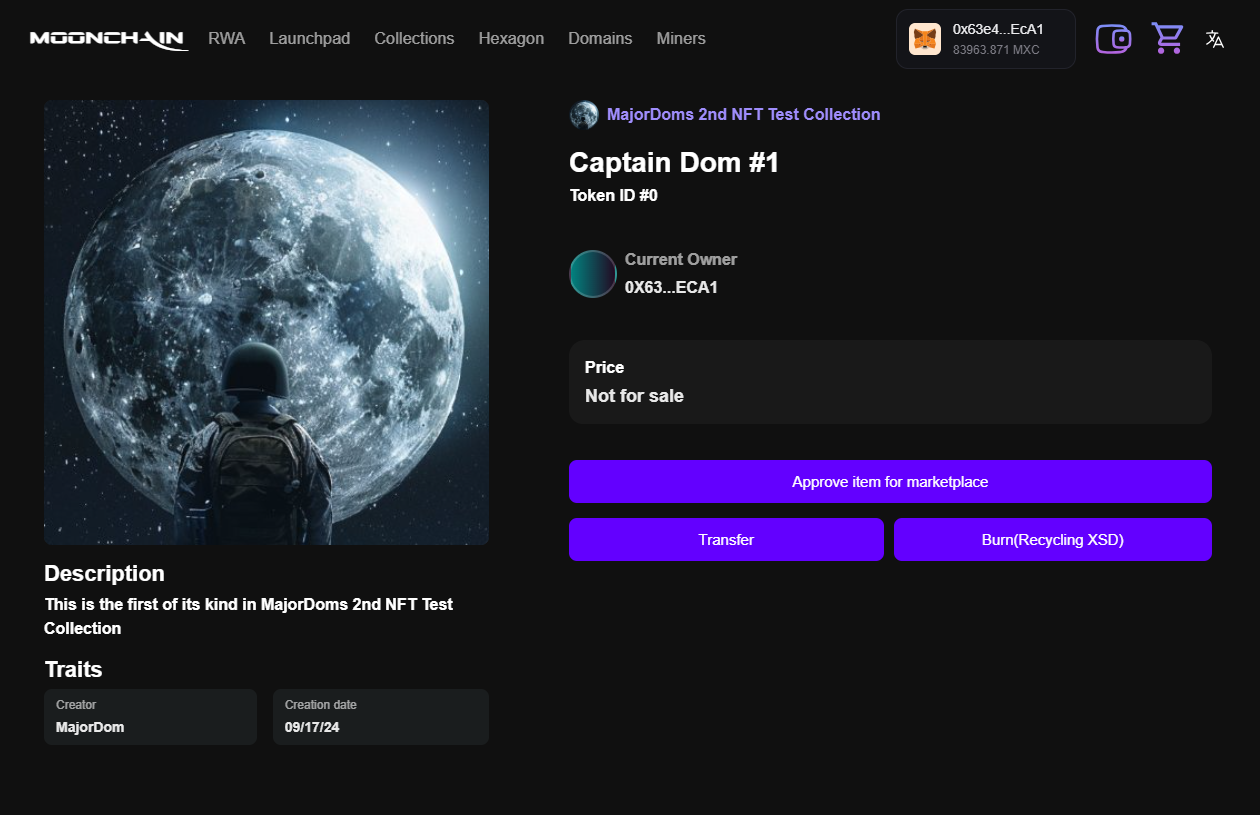 MOONCHAIN RWA Launchpad Collections Hexagon Domains Miners
0x63e4...EcA1
83963.871 MXC
MajorDoms 2nd NFT Test Collection
Captain Dom #1
Token ID #0
Current Owner
0X63...ECA1
Price
Not for sale
Approve item for marketplace
Transfer
Burn(Recycling XSD)
Description
This is the first of its kind in MajorDoms 2nd NFT Test
Collection
Traits
Creator
MajorDom
Creation date
09/17/24